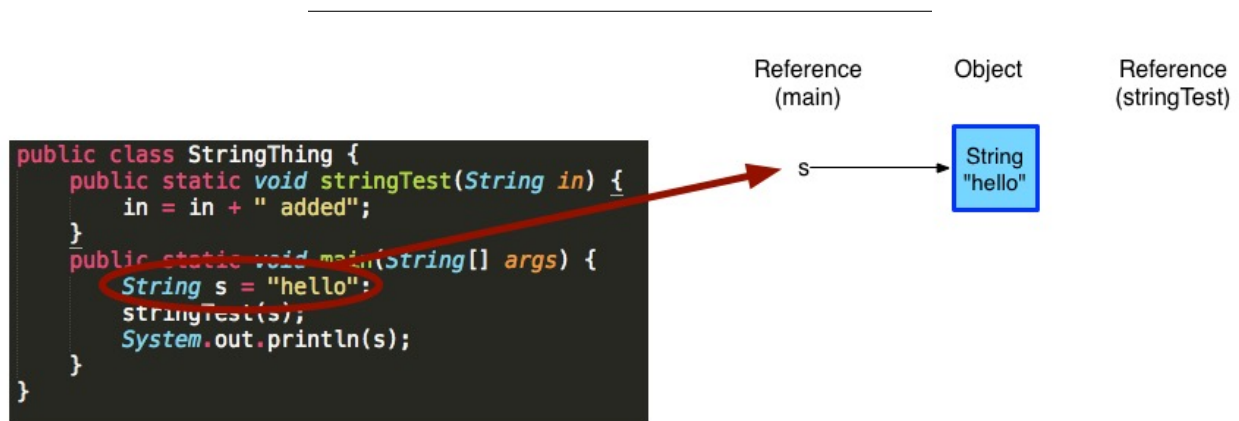 Reference
(main)
Object
Reference
(stringTest)
public class StringThing {
    public static void stringTest(String in) {
        in = in + " added";
    }
    public static void main(String[] args) {
        String s = "hello";
        stringTest(s);
        System.out.println(s);
    }
}
s
String
"hello"